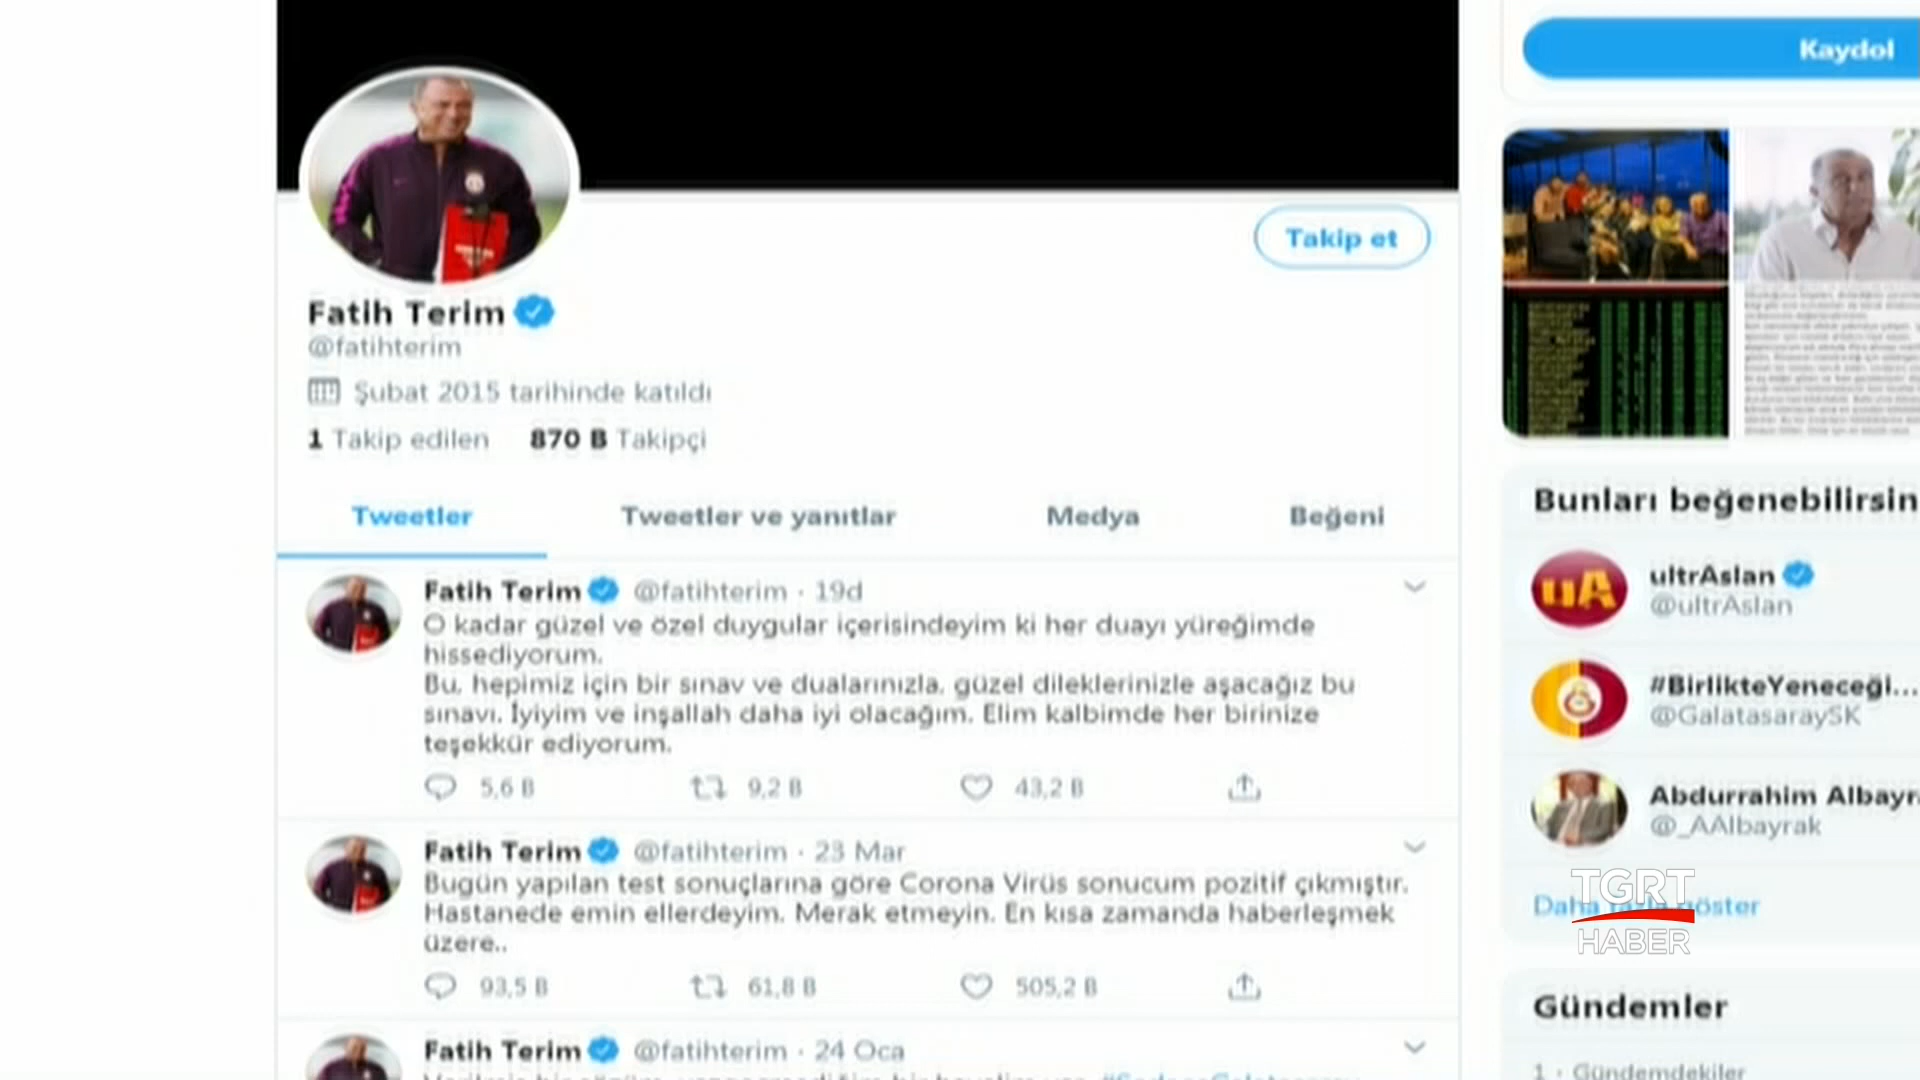 Kaydol
Takip et
Fatih Terim
@fatihterim
Şubat 2015 tarihinde katıldı
1 Takip edilen 870 B Takipçi
Tweetler Tweetler ve yanıtlar Medya Beğeni
Fatih Terim @fatihterim · 19d
O kadar güzel ve özel duygular içerisindeyim ki her duayı yüreğimde
hissediyorum.
Bu, hepimiz için bir sınav ve dualarınızla, güzel dileklerinizle aşacağız bu
sınavı. İyiyim ve inşallah daha iyi olacağım. Elim kalbimde her birinize
teşekkür ediyorum.
5,6 B 9,2 B 43,2 B
Fatih Terim @fatihterim · 23 Mar
Bugün yapılan test sonuçlarına göre Corona Virüs sonucum pozitif çıkmıştır.
Hastanede emin ellerdeyim. Merak etmeyin. En kısa zamanda haberleşmek
üzere..
93,5 B 61,8 B 505,2 B
Fatih Terim @fatihterim · 24 Oca
Bunları beğenebilirsin
uA
ultrAslan
@ultrAslan
#BirlikteYeneceği...
@GalatasaraySK
Abdurrahim Albayr
@_AAlbayrak
Daha fazla göster
TGRT
HABER
Gündemler
1 · Gündemdekiler